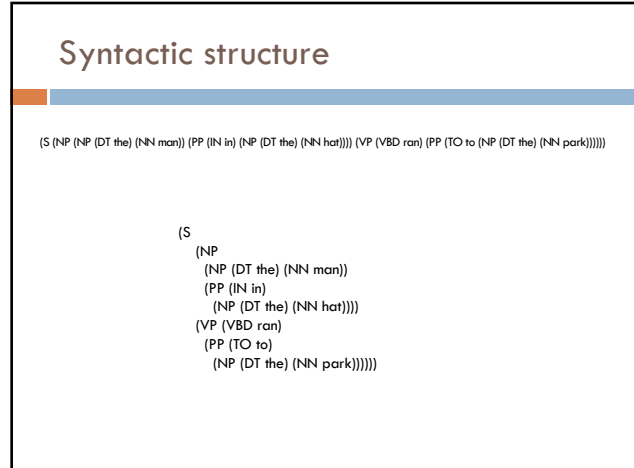 Syntactic structure
(S (NP (NP (DT the) (NN man)) (PP (IN in) (NP (DT the) (NN hat)))) (VP (VBD ran) (PP (TO to (NP (DT the) (NN park))))))
(S
(NP
(NP (DT the) (NN man))
(PP (IN in)
(NP (DT the) (NN hat))))
(VP (VBD ran)
(PP (TO to)
(NP (DT the) (NN park))))))